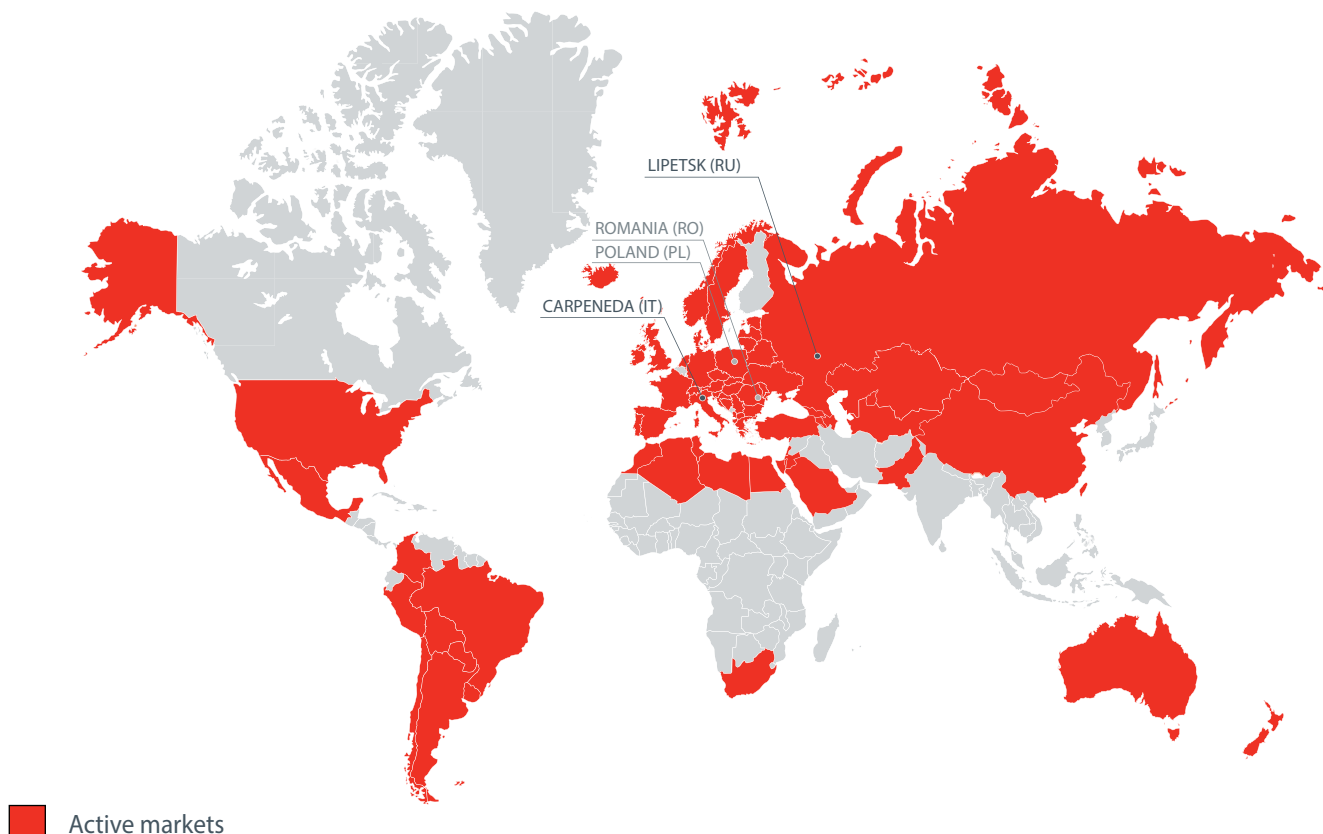 LIPETSK (RU)
ROMANIA (RO)
POLAND (PL)
CARPENEDA (IT)
Active markets